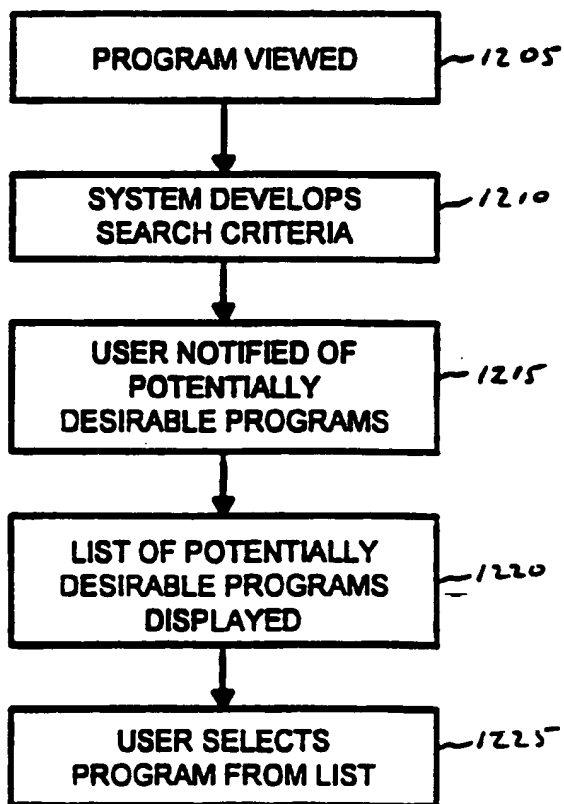 PROGRAM VIEWED
1205
SYSTEM DEVELOPS
SEARCH CRITERIA
1210
USER NOTIFIED OF
POTENTIALLY
DESIRABLE PROGRAMS
1215
LIST OF POTENTIALLY
DESIRABLE PROGRAMS
DISPLAYED
1220
USER SELECTS
PROGRAM FROM LIST
1225